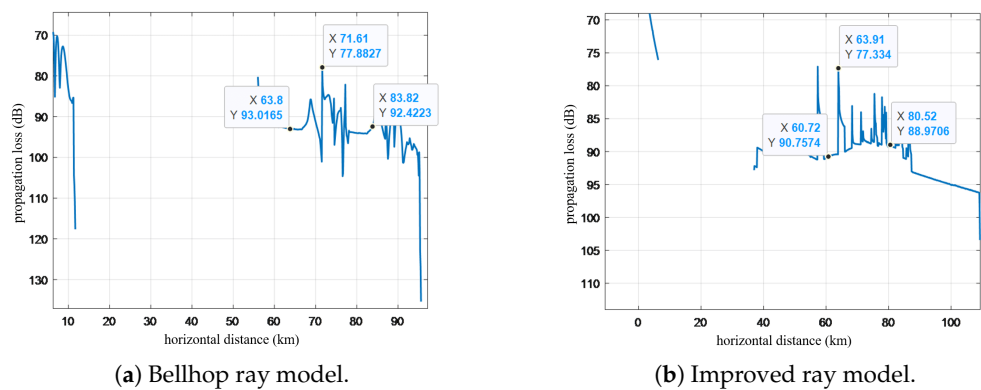 70
80
90
100
110
120
130
propagation loss (dB)
10
20
30
40
50
60
70
80
90
horizontal distance (km)
X 71.61
Y 77.8827
X 63.8
Y 93.0165
X 83.82
Y 92.4223
(a) Bellhop ray model.
70
75
80
85
90
95
100
105
110
propagation loss (dB)
0
20
40
60
80
100
horizontal distance (km)
X 63.91
Y 77.334
X 60.72
Y 90.7574
X 80.52
Y 88.9706
(b) Improved ray model.